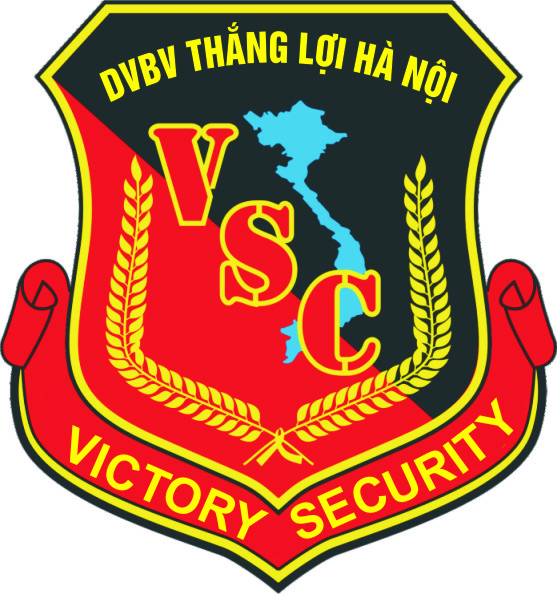 DVBV THẮNG LỢI HÀ NỘI
VSC
VICTORY SECURITY